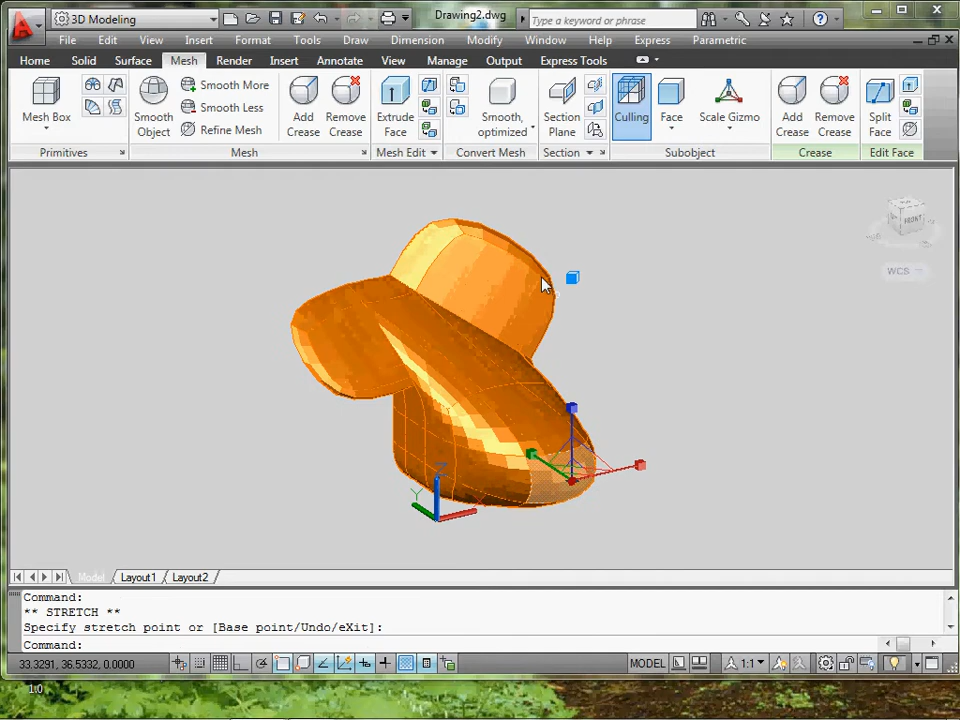 3D Modeling
Drawing2.dwg
Type a keyword or phrase
File Edit View Insert Format Tools Draw Dimension Modify Window Help Express Parametric
Home Solid Surface Mesh Render Insert Annotate View Manage Output Express Tools
Mesh Box
Smooth Object
Smooth More
Smooth Less
Refine Mesh
Add Crease
Remove Crease
Extrude Face
Smooth, optimized
Section Plane
Culling
Face
Scale Gizmo
Add Crease
Remove Crease
Split Face
Primitives Mesh Mesh Edit Convert Mesh Section Subobject Crease Edit Face
FRONT
WCS
Z
Y
Model Layout1 Layout2
Command:
** STRETCH **
Specify stretch point or [Base point/Undo/eXit]:
Command:
33.3291, 36.5332, 0.0000
MODEL
1:1
1.0